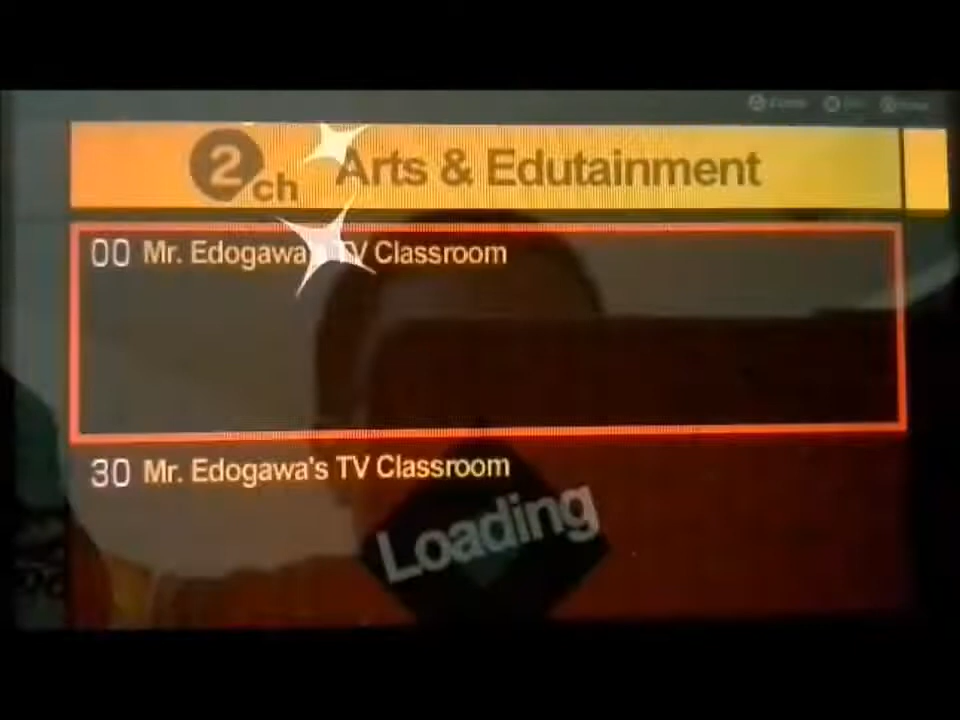 2ch Arts & Edutainment
00 Mr. Edogawa's TV Classroom
30 Mr. Edogawa's TV Classroom
Loading